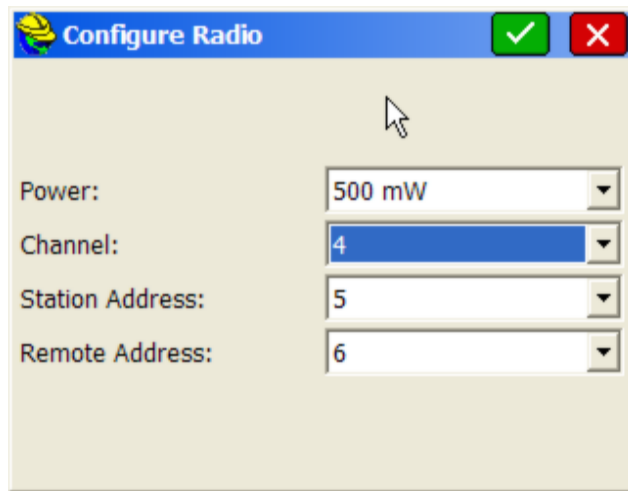 Configure Radio
Power: 500 mW
Channel: 4
Station Address: 5
Remote Address: 6